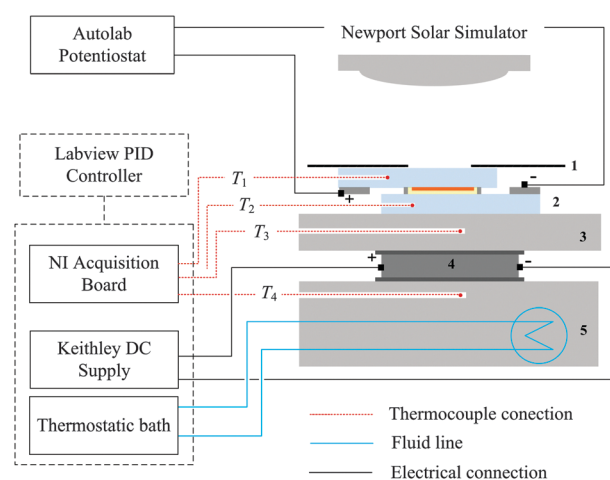 Autolab
Potentiostat
Newport Solar Simulator
Labview PID
Controller
1
T1
+
-
T2
2
T3
3
NI Acquisition
Board
+
-
4
T4
Keithley DC
Supply
5
Thermostatic bath
Thermocouple conection
Fluid line
Electrical connection